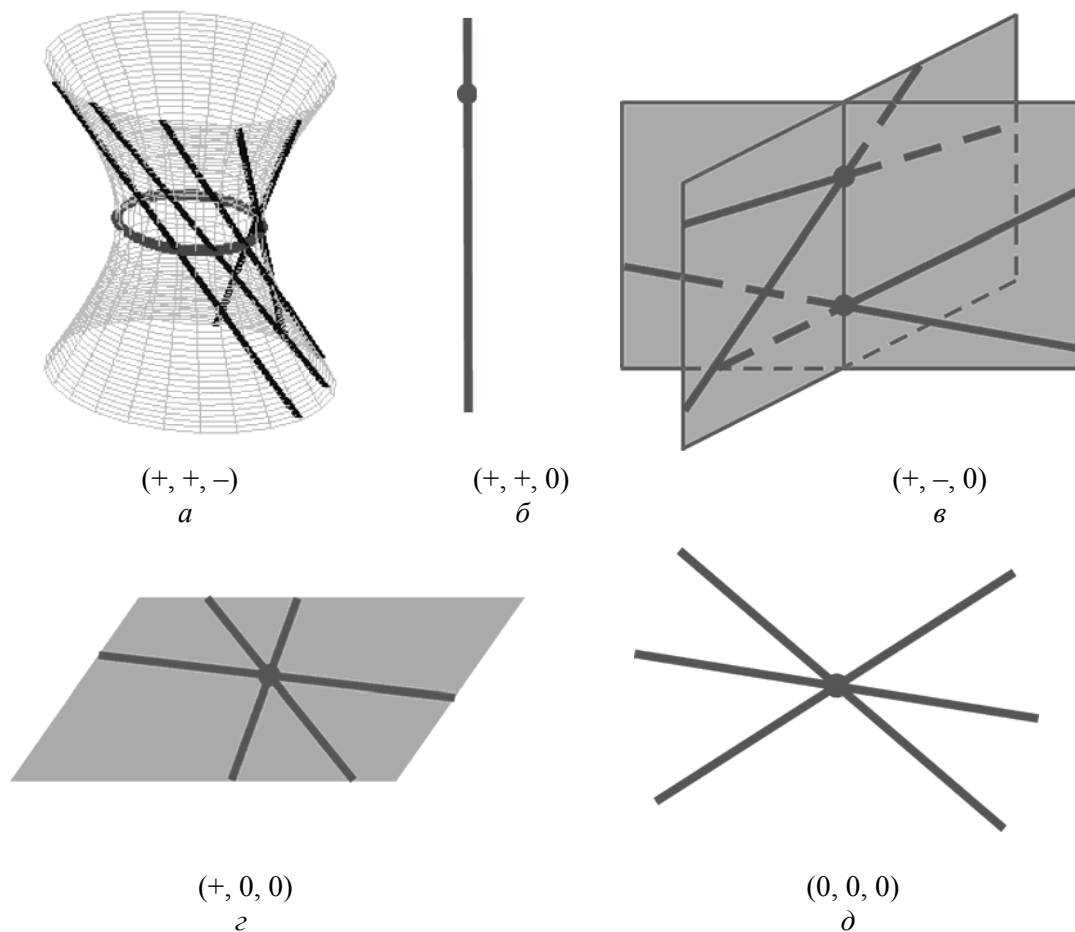 (+, +, –)
(+, +, 0)
(+, –, 0)
а
б
в
(+, 0, 0)
(0, 0, 0)
г
д